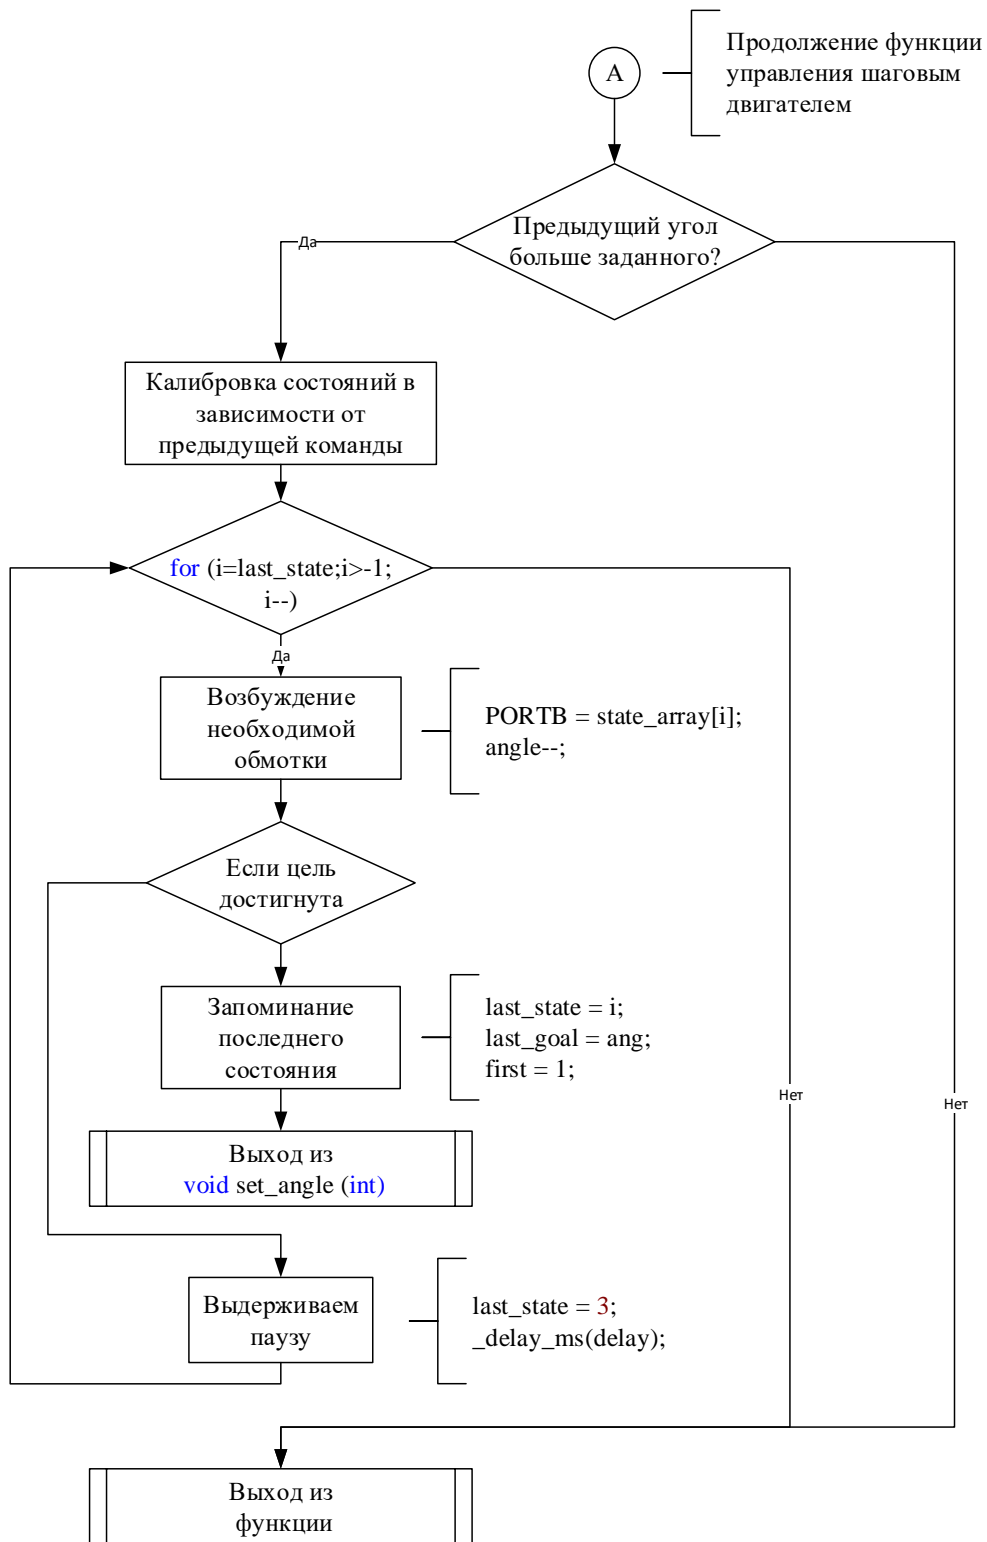 A
Продолжение функции
управления шаговым
двигателем
Предыдущий угол
больше заданного?
Да
Калибровка состояний в
зависимости от
предыдущей команды
for (i=last_state;i>-1;
i--)
Да
Возбуждение
необходимой
обмотки
PORTB = state_array[i];
angle--;
Если цель
достигнута
Запоминание
последнего
состояния
last_state = i;
last_goal = ang;
first = 1;
Нет
Нет
Выход из
void set_angle (int)
Выдерживаем
паузу
last_state = 3;
_delay_ms(delay);
Выход из
функции